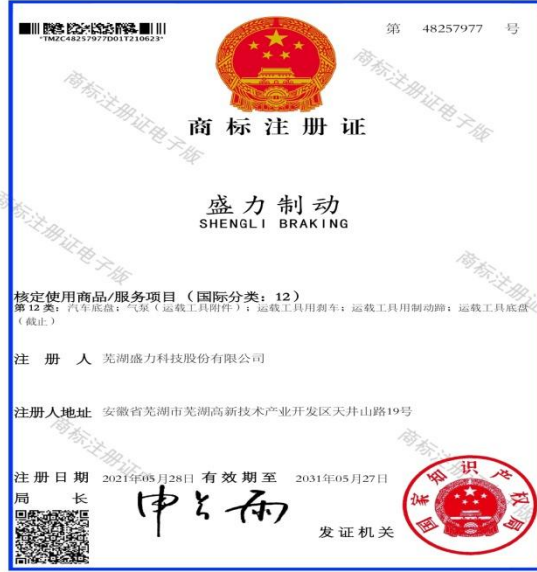 *TMZC48257977D01T210623*
第 48257977 号
商标注册证
盛力制动
SHENGLI BRAKING
核定使用商品/服务项目（国际分类：12）
第12类：汽车底盘；气泵（运载工具附件）；运载工具用刹车；运载工具用制动蹄；运载工具底盘
（截止）
注 册 人 芜湖盛力科技股份有限公司
注册人地址 安徽省芜湖市芜湖高新技术产业开发区天井山路19号
注册日期 2021年05月28日 有效期至 2031年05月27日
局 长 申长雨
发证机关
国家知识产权局
商标注册证电子版
商标注册证电子版
商标注册证电子版
商标注册证电子版
商标注册证电子版
商标注册证电子版